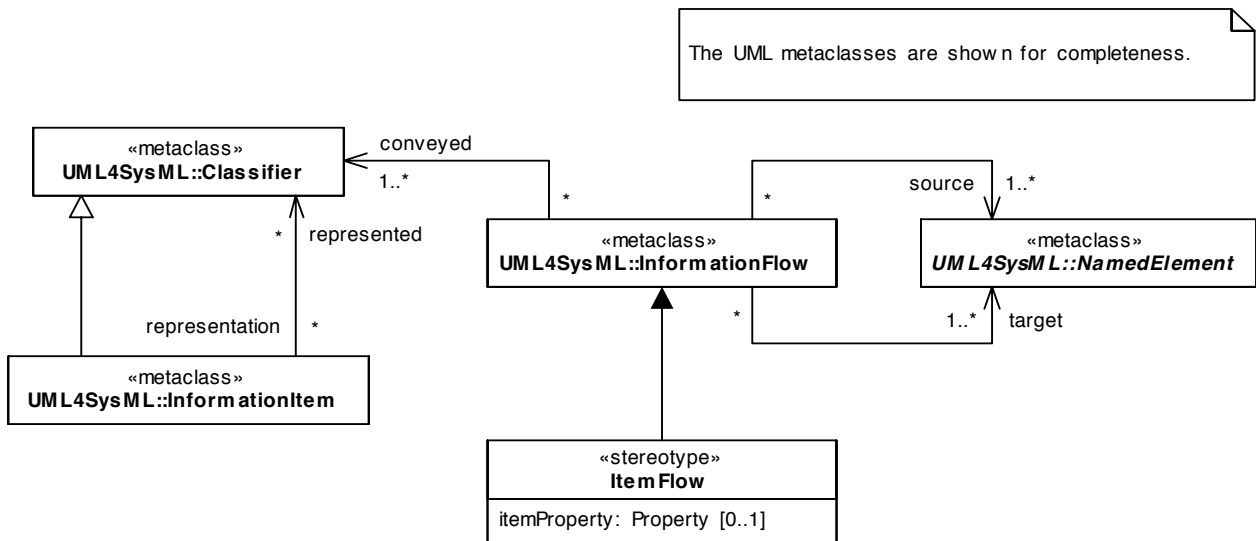 The UML metaclasses are shown for completeness.
«metaclass»
UML4SysML::Classifier
conveyed
1..*
*
*
source
1..*
* represented
«metaclass»
UML4SysML::InformationFlow
«metaclass»
UML4SysML::NamedElement
representation
*
*
1..*
target
«metaclass»
UML4SysML::InformationItem
«stereotype»
ItemFlow
itemProperty: Property [0..1]